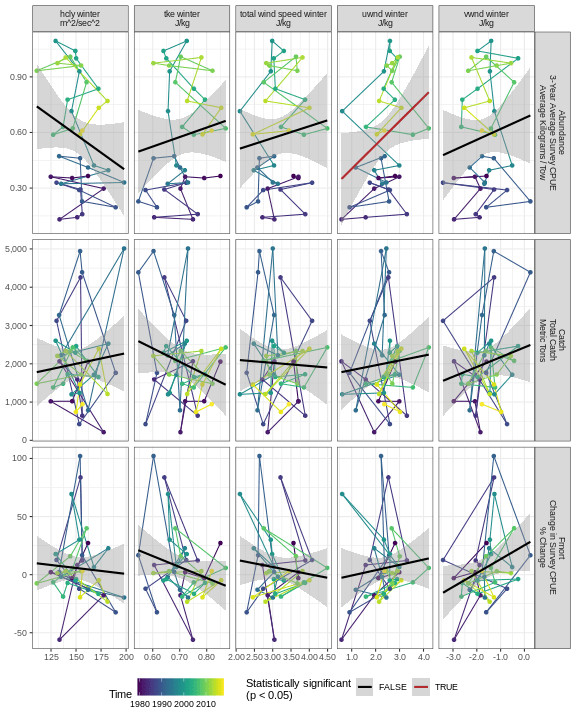 hcly winter
m^2/sec^2
tke winter
J/kg
total wind speed winter
J/kg
uwnd winter
J/kg
vwnd winter
J/kg
0.90
0.60
0.30
Abundance
3-Year Average Survey CPUE
Average Kilograms / Tow
5,000
4,000
3,000
2,000
1,000
0
Catch
Total Catch
Metric Tons
100
50
0
-50
Fmort
Change in Survey CPUE
% Change
125 150 175 200
0.60 0.70 0.80
2.00 2.50 3.00 3.50 4.00 4.50
1.0 2.0 3.0 4.0
-3.0 -2.0 -1.0 0.0
Time
1980 1990 2000 2010
Statistically significant
(p < 0.05)
FALSE
TRUE